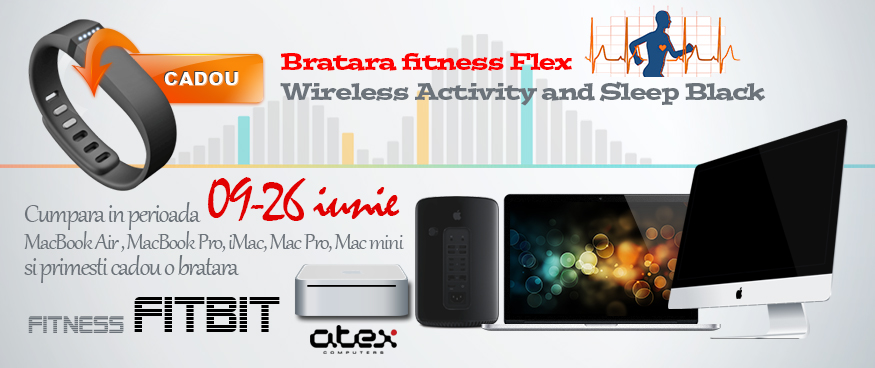 CADOU
Bratara fitness Flex
Wireless Activity and Sleep Black
Cumpara in perioada 09-26 iunie
MacBook Air, MacBook Pro, iMac, Mac Pro, Mac mini
si primesti cadou o bratara
FITNESS FITBIT
atex
COMPUTERS